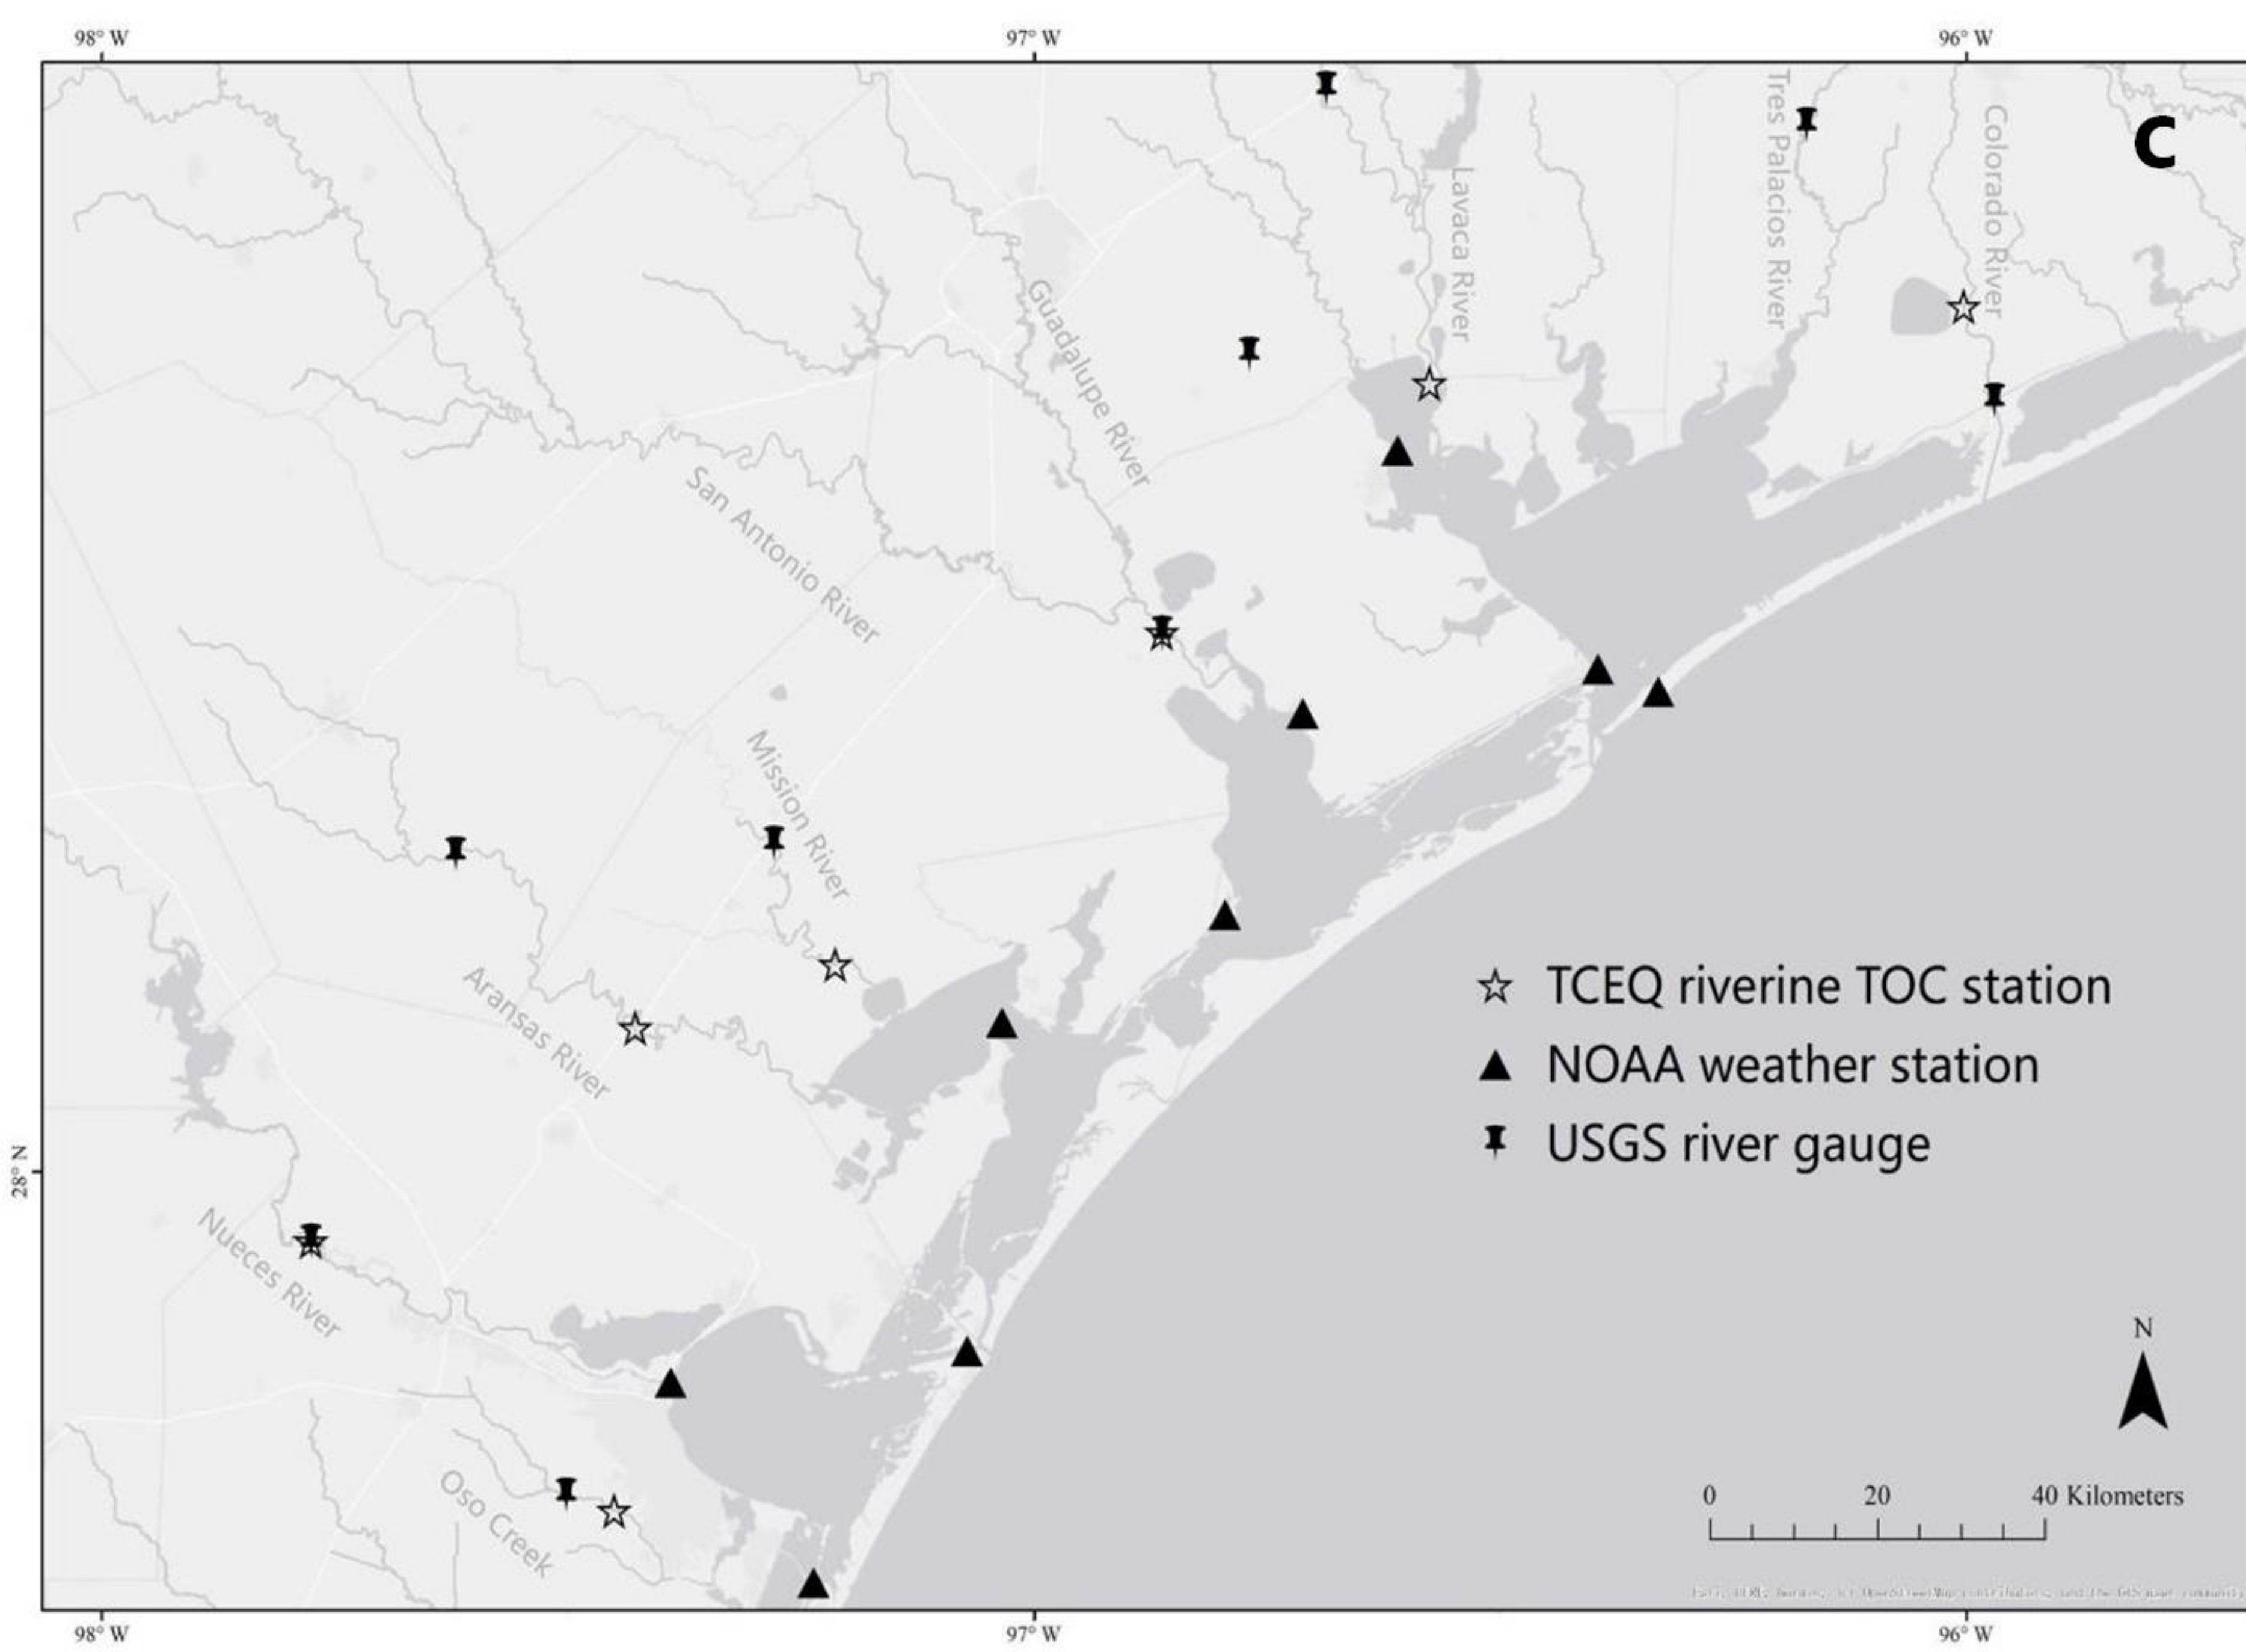 98° W
97° W
96° W
C
Tres Palacios River
Colorado River
Lavaca River
Guadalupe River
San Antonio River
Mission River
Aransas River
TCEQ riverine TOC station
NOAA weather station
USGS river gauge
28° N
Nueces River
Oso Creek
N
0 20 40 Kilometers
98° W
97° W
96° W